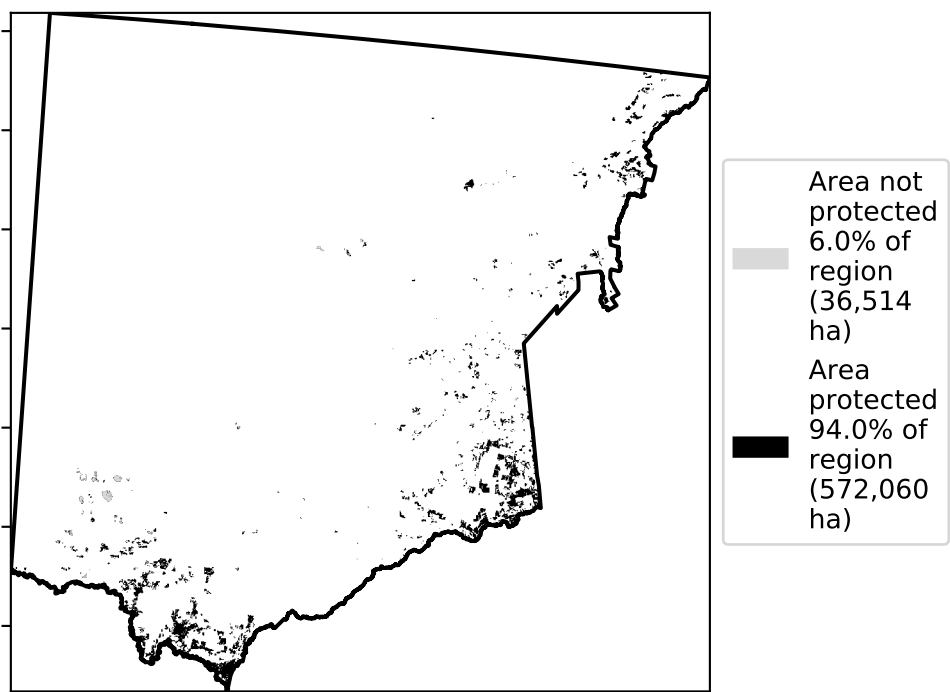 Area not
protected
6.0% of
region
(36,514
ha)
Area
protected
94.0% of
region
(572,060
ha)